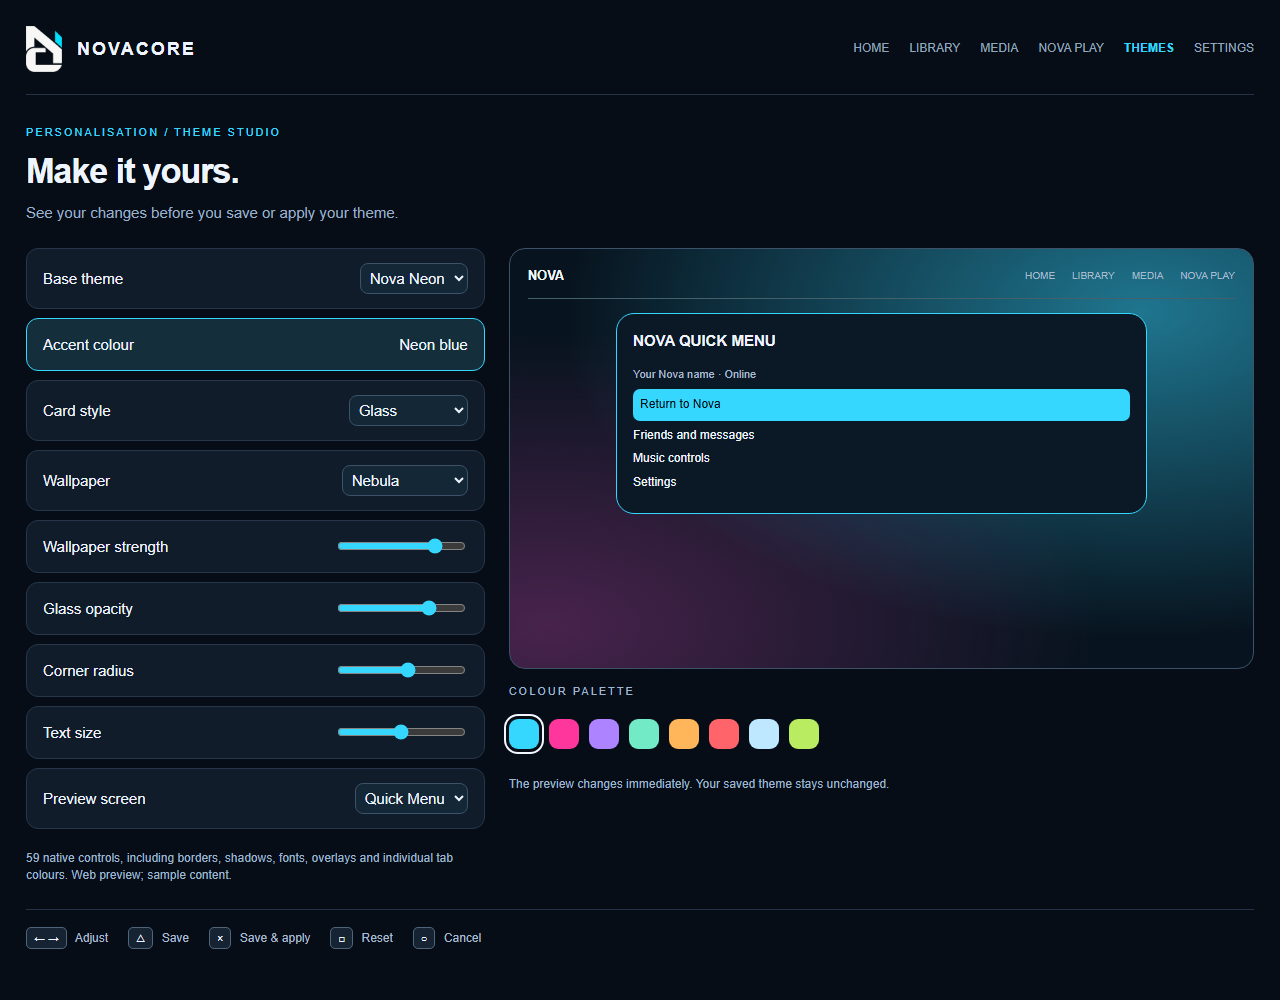 NOVACORE
HOME LIBRARY MEDIA NOVA PLAY THEMES SETTINGS
PERSONALISATION / THEME STUDIO
Make it yours.
See your changes before you save or apply your theme.
Base theme Nova Neon
Accent colour Neon blue
Card style Glass
Wallpaper Nebula
Wallpaper strength
Glass opacity
Corner radius
Text size
Preview screen Quick Menu
59 native controls, including borders, shadows, fonts, overlays and individual tab
colours. Web preview; sample content.
NOVA HOME LIBRARY MEDIA NOVA PLAY
NOVA QUICK MENU
Your Nova name · Online
Return to Nova
Friends and messages
Music controls
Settings
COLOUR PALETTE
The preview changes immediately. Your saved theme stays unchanged.
←→ Adjust △ Save × Save & apply □ Reset ○ Cancel